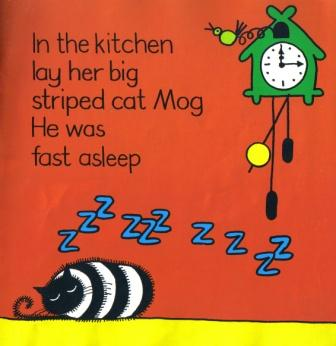 In the kitchen
lay her big
striped cat Mog
He was
fast asleep
z z z z z z z z z z z